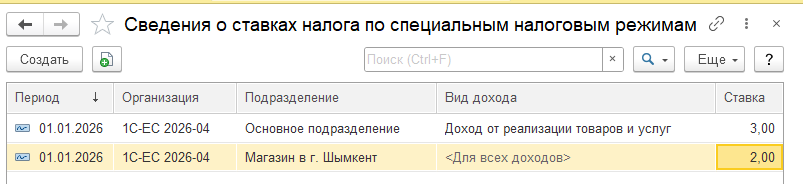 Сведения о ставках налога по специальным налоговым режимам
Создать Поиск (Ctrl+F) × Еще ?
Период ↓ Организация Подразделение Вид дохода Ставка
01.01.2026 1С-ЕС 2026-04 Основное подразделение Доход от реализации товаров и услуг 3,00
01.01.2026 1С-ЕС 2026-04 Магазин в г. Шымкент <Для всех доходов> 2,00